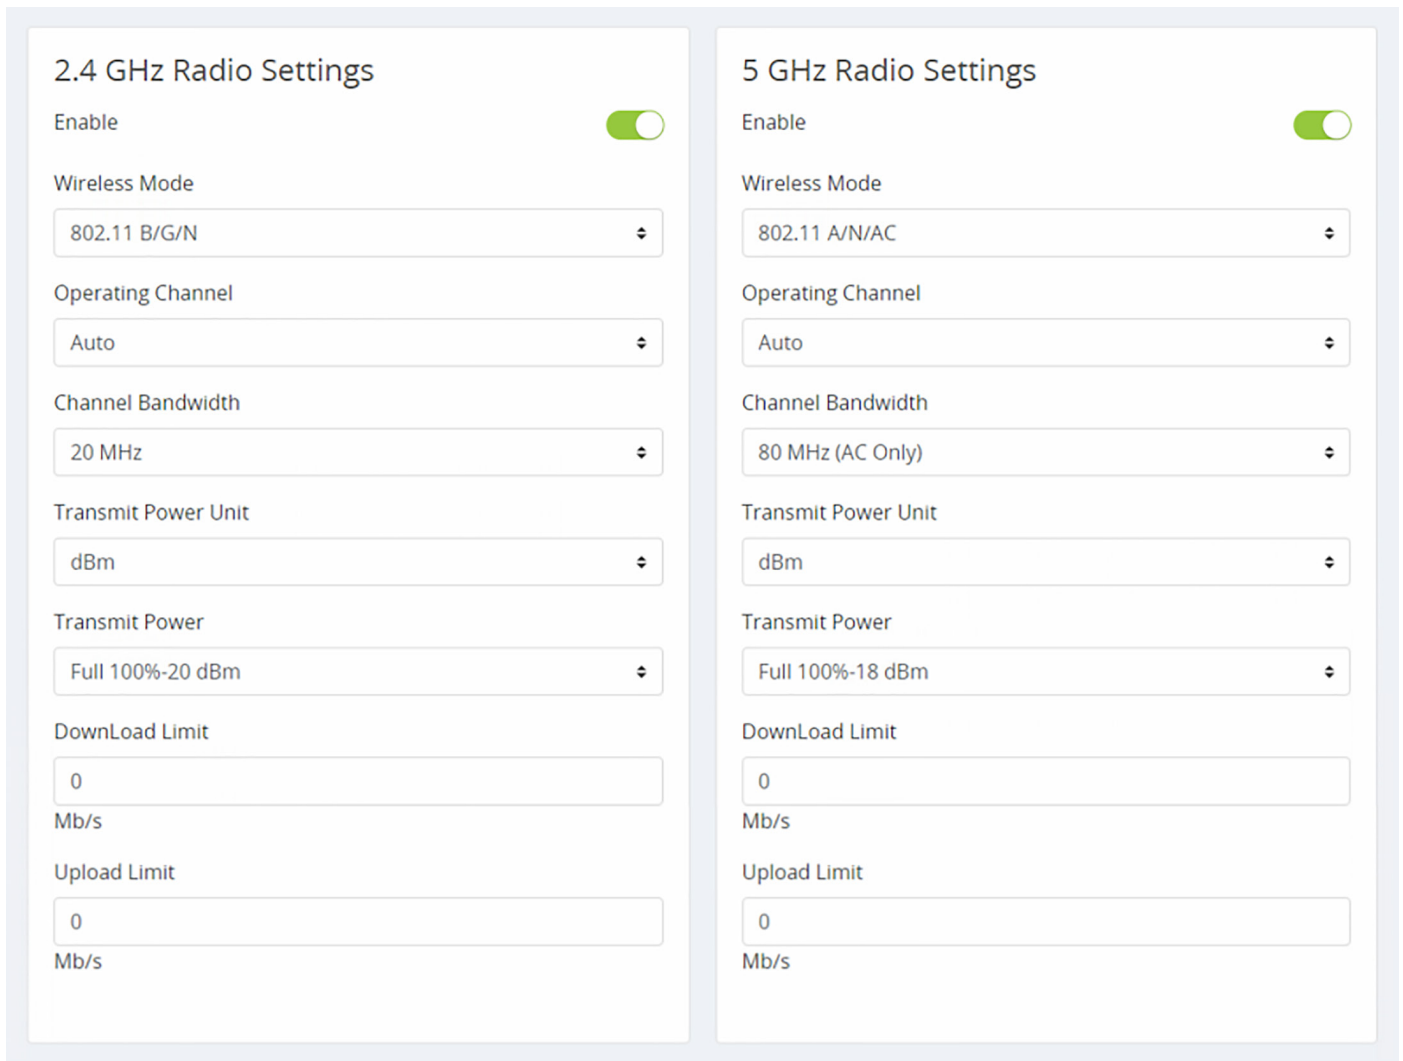 2.4 GHz Radio Settings
Enable
Wireless Mode
802.11 B/G/N
Operating Channel
Auto
Channel Bandwidth
20 MHz
Transmit Power Unit
dBm
Transmit Power
Full 100%-20 dBm
DownLoad Limit
0
Mb/s
Upload Limit
0
Mb/s
5 GHz Radio Settings
Enable
Wireless Mode
802.11 A/N/AC
Operating Channel
Auto
Channel Bandwidth
80 MHz (AC Only)
Transmit Power Unit
dBm
Transmit Power
Full 100%-18 dBm
DownLoad Limit
0
Mb/s
Upload Limit
0
Mb/s